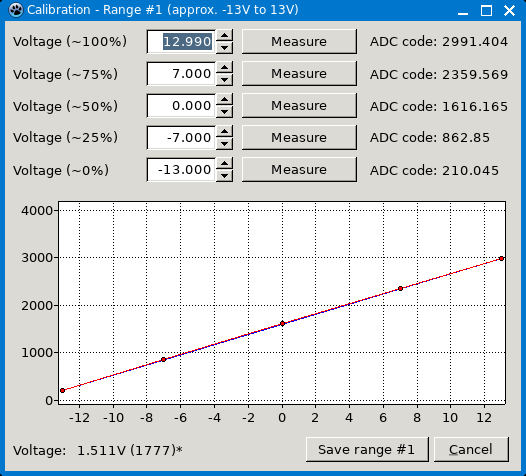 Calibration - Range #1 (approx. -13V to 13V)
Voltage (~100%) 12.990 Measure ADC code: 2991.404
Voltage (~75%) 7.000 Measure ADC code: 2359.569
Voltage (~50%) 0.000 Measure ADC code: 1616.165
Voltage (~25%) -7.000 Measure ADC code: 862.85
Voltage (~0%) -13.000 Measure ADC code: 210.045
4000
3000
2000
1000
0
-12 -10 -8 -6 -4 -2 0 2 4 6 8 10 12
Voltage: 1.511V (1777)* Save range #1 Cancel